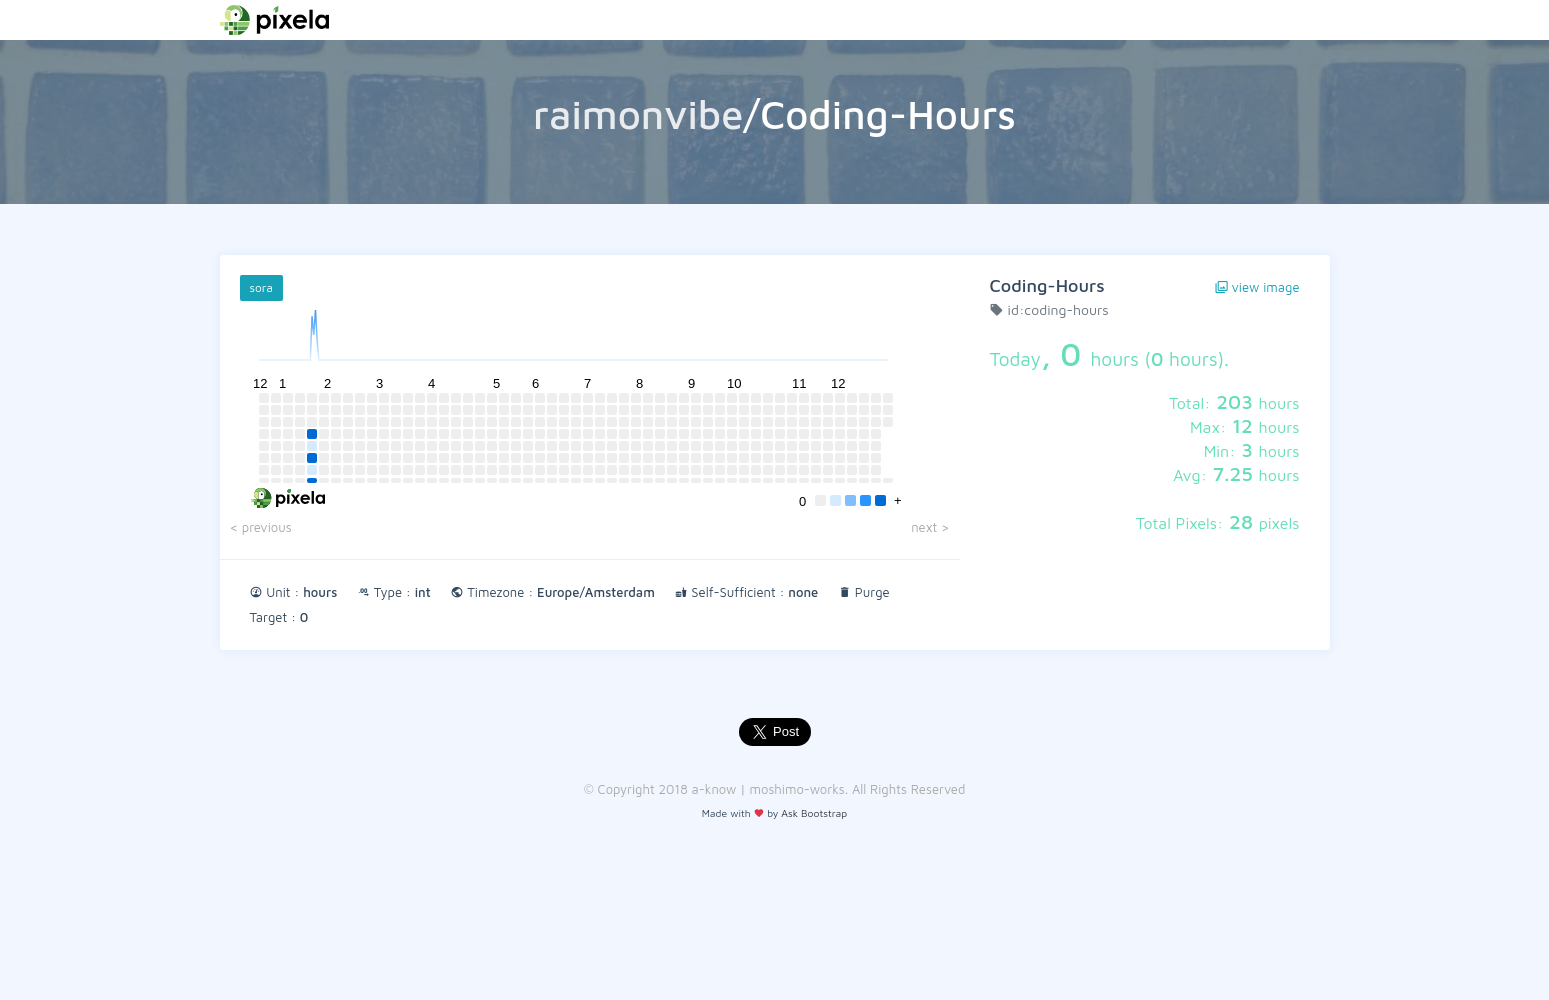 pixela
raimonvibe/Coding-Hours
sora
12 1 2 3 4 5 6 7 8 9 10 11 12
pixela
0 +
< previous next >
Unit : hours Type : int Timezone : Europe/Amsterdam Self-Sufficient : none Purge
Target : 0
Coding-Hours view image
id:coding-hours
Today, 0 hours (0 hours).
Total: 203 hours
Max: 12 hours
Min: 3 hours
Avg: 7.25 hours
Total Pixels: 28 pixels
Post
© Copyright 2018 a-know | moshimo-works. All Rights Reserved
Made with ♥ by Ask Bootstrap